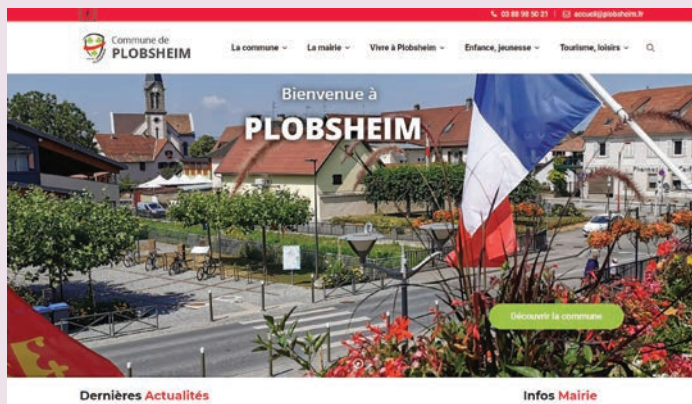 03 88 98 50 21
accueil@plobsheim.fr
Commune de
PLOBSHEIM
La commune
La mairie
Vivre à Plobsheim
Enfance, jeunesse
Tourisme, loisirs
Bienvenue à
PLOBSHEIM
Découvrir la commune
Dernières Actualités
Infos Mairie